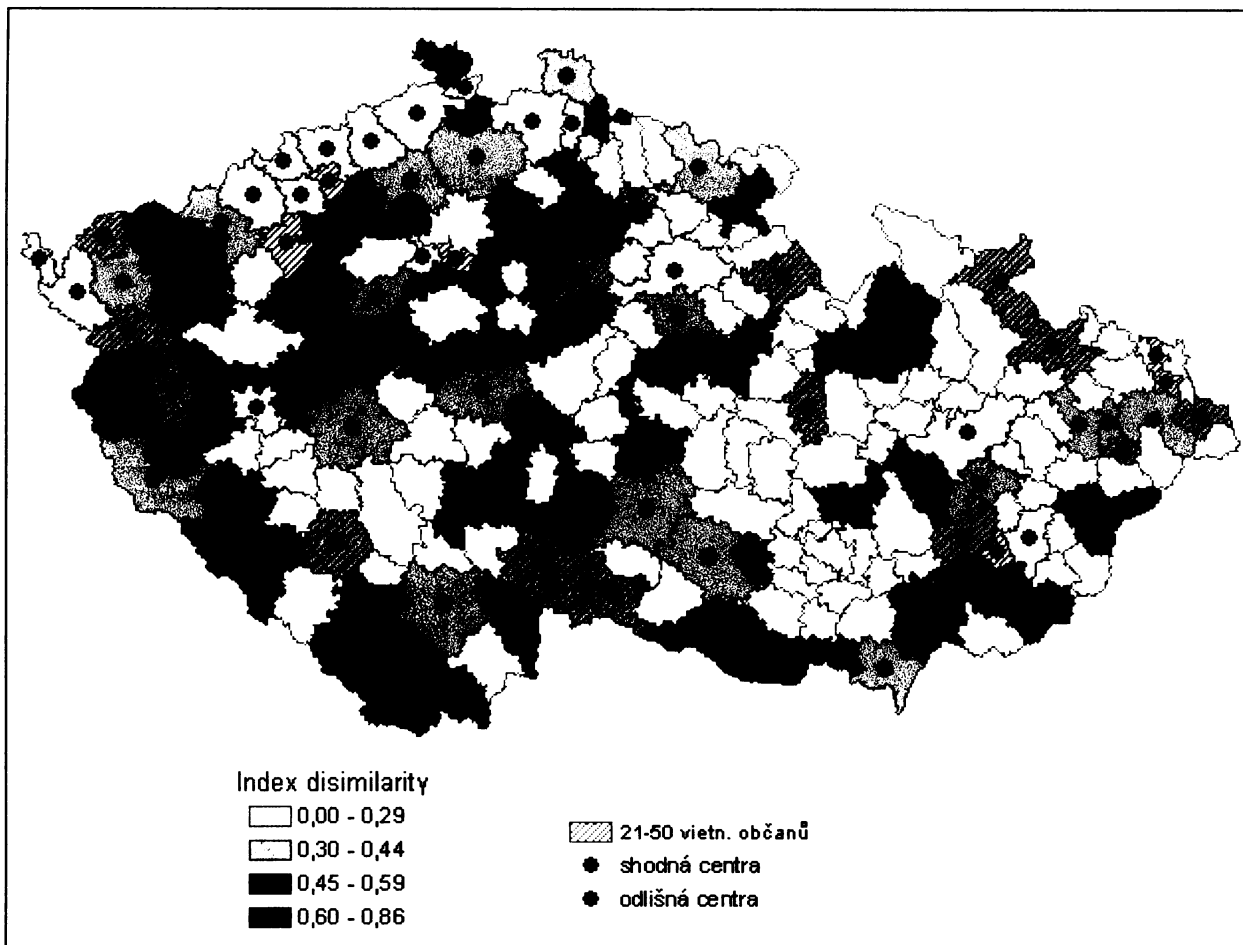 Index disimilarity
0,00 - 0,29
0,30 - 0,44
0,45 - 0,59
0,60 - 0,86
21-50 vietn. občanů
shodná centra
odlišná centra